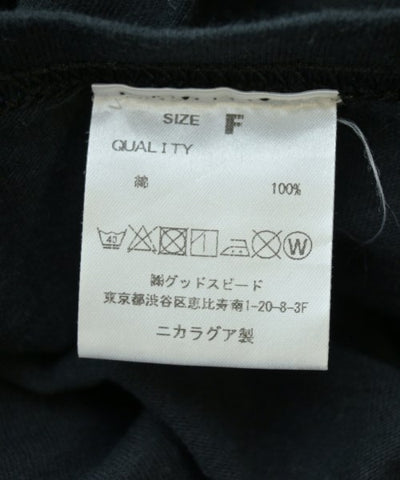 SIZE F
QUALITY
綿 100%
40 W
㈱グッドスピード
東京都渋谷区恵比寿南1-20-8-3F
ニカラグア製